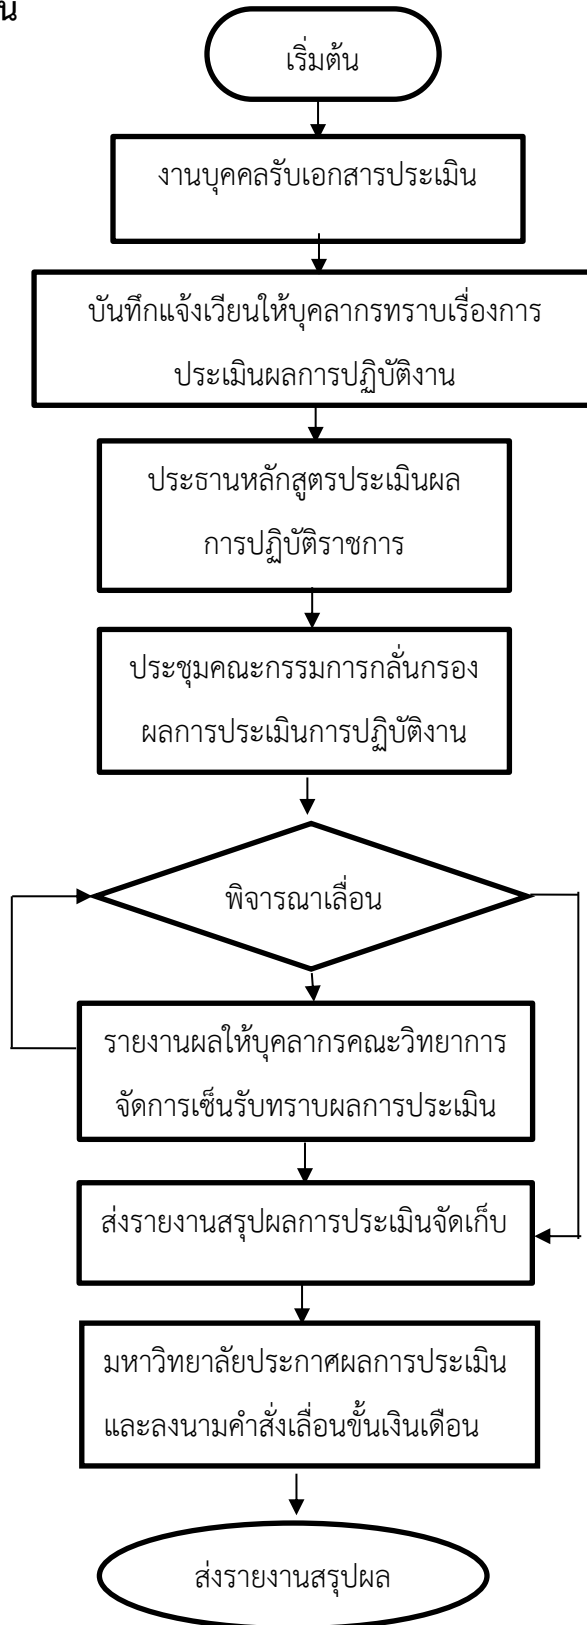 น
เริ่มต้น
งานบุคคลรับเอกสารประเมิน
บันทึกแจ้งเวียนให้บุคลากรทราบเรื่องการ
ประเมินผลการปฏิบัติงาน
ประธานหลักสูตรประเมินผล
การปฏิบัติราชการ
ประชุมคณะกรรมการกลั่นกรอง
ผลการประเมินการปฏิบัติงาน
พิจารณาเลื่อน
รายงานผลให้บุคลากรคณะวิทยาการ
จัดการเซ็นรับทราบผลการประเมิน
ส่งรายงานสรุปผลการประเมินจัดเก็บ
มหาวิทยาลัยประกาศผลการประเมิน
และลงนามคำสั่งเลื่อนขั้นเงินเดือน
ส่งรายงานสรุปผล